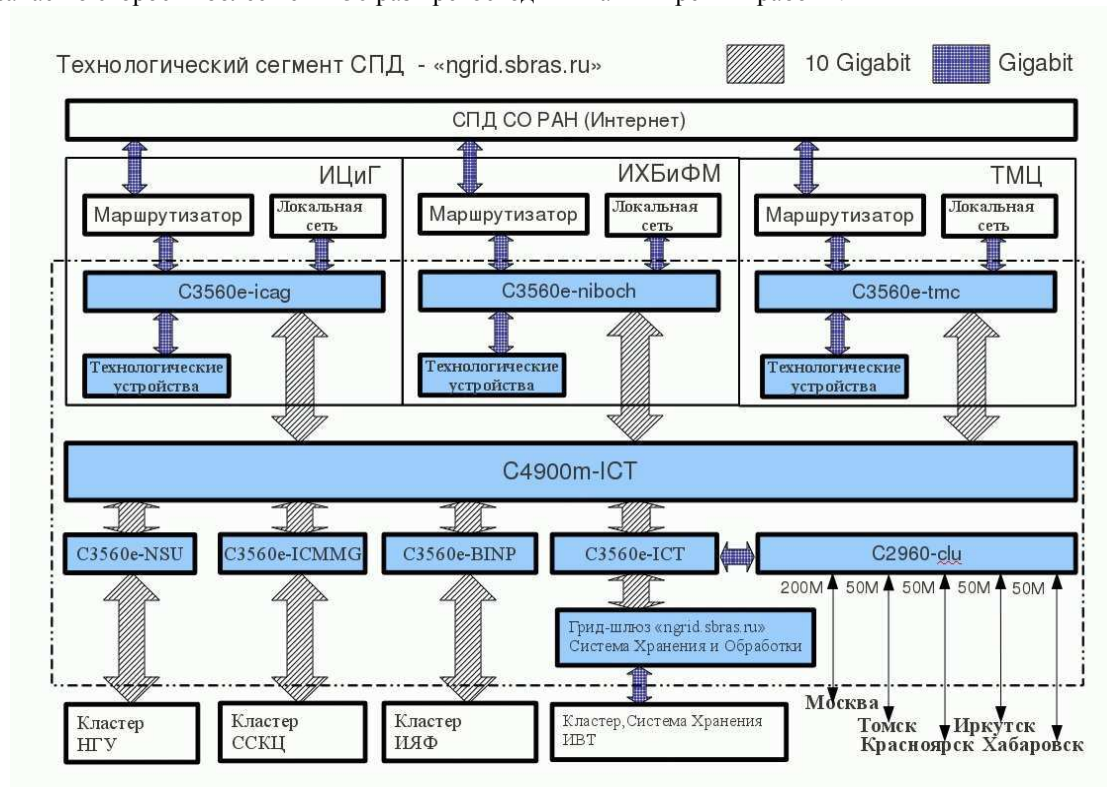 Технологический сегмент СПД - «ngrid.sbras.ru»
10 Gigabit
Gigabit
СПД СО РАН (Интернет)
ИЦиГ
ИХБиФМ
ТМЦ
Маршрутизатор
Локальная
сеть
Маршрутизатор
Локальная
сеть
Маршрутизатор
Локальная
сеть
C3560e-icag
C3560e-niboch
C3560e-tmc
Технологические
устройства
Технологические
устройства
Технологические
устройства
C4900m-ICT
C3560e-NSU
C3560e-ICMMG
C3560e-BINP
C3560e-ICT
C2960-clu
200M
50M
50M
50M
50M
Грид-шлюз «ngrid.sbras.ru»
Система Хранения и Обработки
Москва
Томск
Иркутск
Красноярск
Хабаровск
Кластер
НГУ
Кластер
ССКЦ
Кластер
ИЯФ
Кластер,Система Хранения
ИВТ